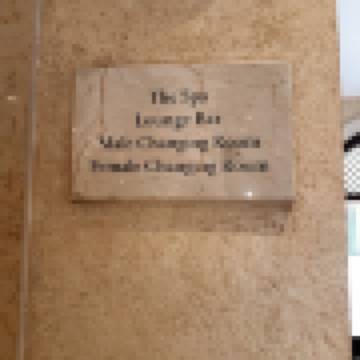 The Spa
Lounge Bar
Male Changing Room
Female Changing Room